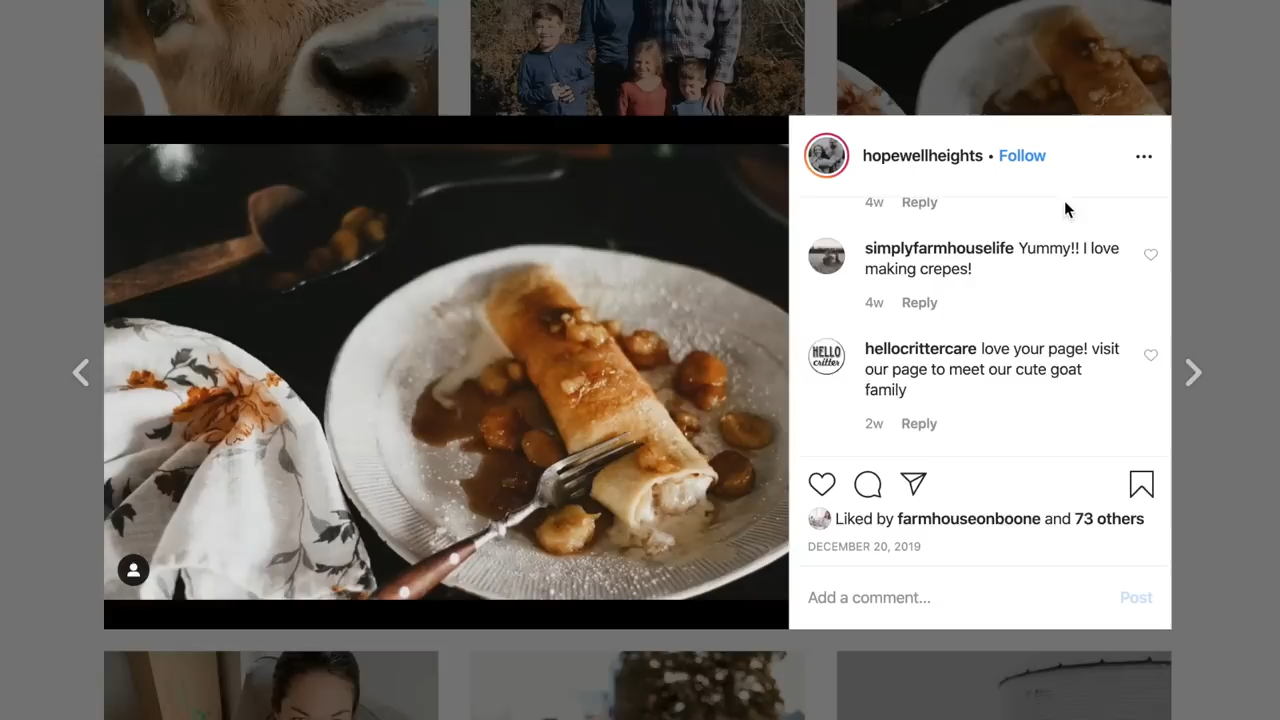 hopewellheights • Follow
4w Reply
simplyfarmhouselife Yummy!! I love
making crepes!
4w Reply
HELLO
critter
hellocrittercare love your page! visit
our page to meet our cute goat
family
2w Reply
Liked by farmhouseonboone and 73 others
DECEMBER 20, 2019
Add a comment... Post